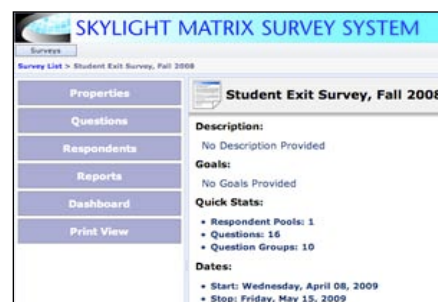 SKYLIGHT MATRIX SURVEY SYSTEM
Surveys
Survey List > Student Exit Survey, Fall 2008
Properties
Questions
Respondents
Reports
Dashboard
Print View
Student Exit Survey, Fall 2008
Description:
No Description Provided
Goals:
No Goals Provided
Quick Stats:
• Respondent Pools: 1
• Questions: 16
• Question Groups: 10
Dates:
• Start: Wednesday, April 08, 2009
• Stop: Friday, May 15, 2009